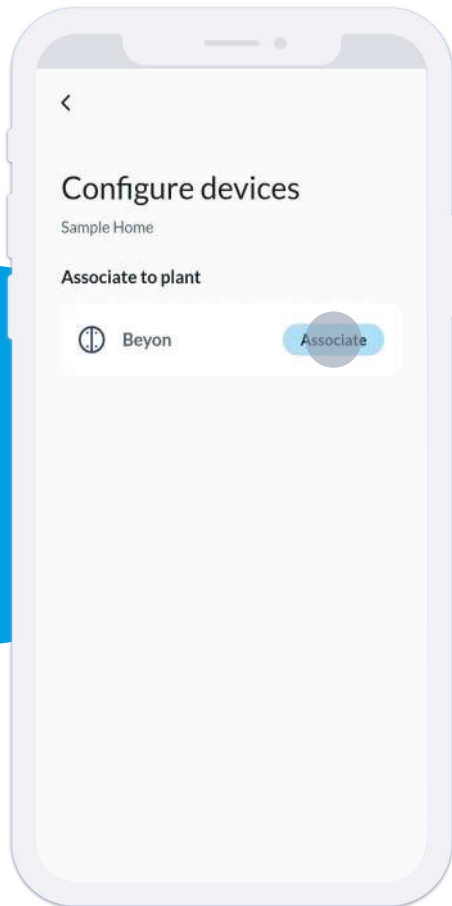 Configure devices
Sample Home
Associate to plant
Beyon Associate